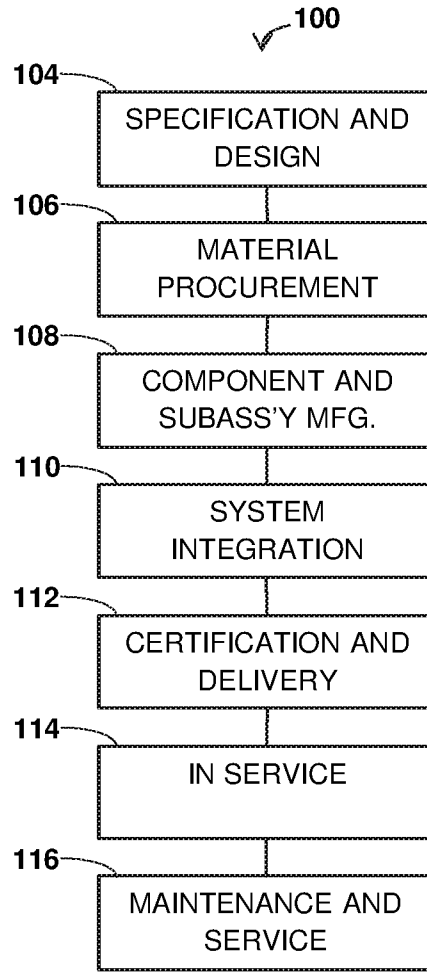 100
104
SPECIFICATION AND
DESIGN
106
MATERIAL
PROCUREMENT
108
COMPONENT AND
SUBASS'Y MFG.
110
SYSTEM
INTEGRATION
112
CERTIFICATION AND
DELIVERY
114
IN SERVICE
116
MAINTENANCE AND
SERVICE